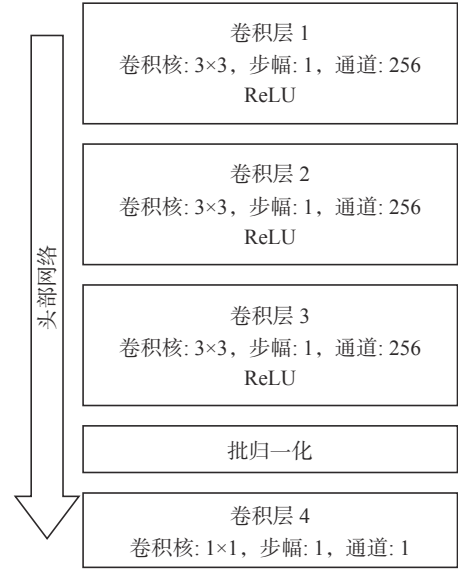 头部网络
卷积层 1
卷积核: 3×3, 步幅: 1, 通道: 256
ReLU
卷积层 2
卷积核: 3×3, 步幅: 1, 通道: 256
ReLU
卷积层 3
卷积核: 3×3, 步幅: 1, 通道: 256
ReLU
批归一化
卷积层 4
卷积核: 1×1, 步幅: 1, 通道: 1